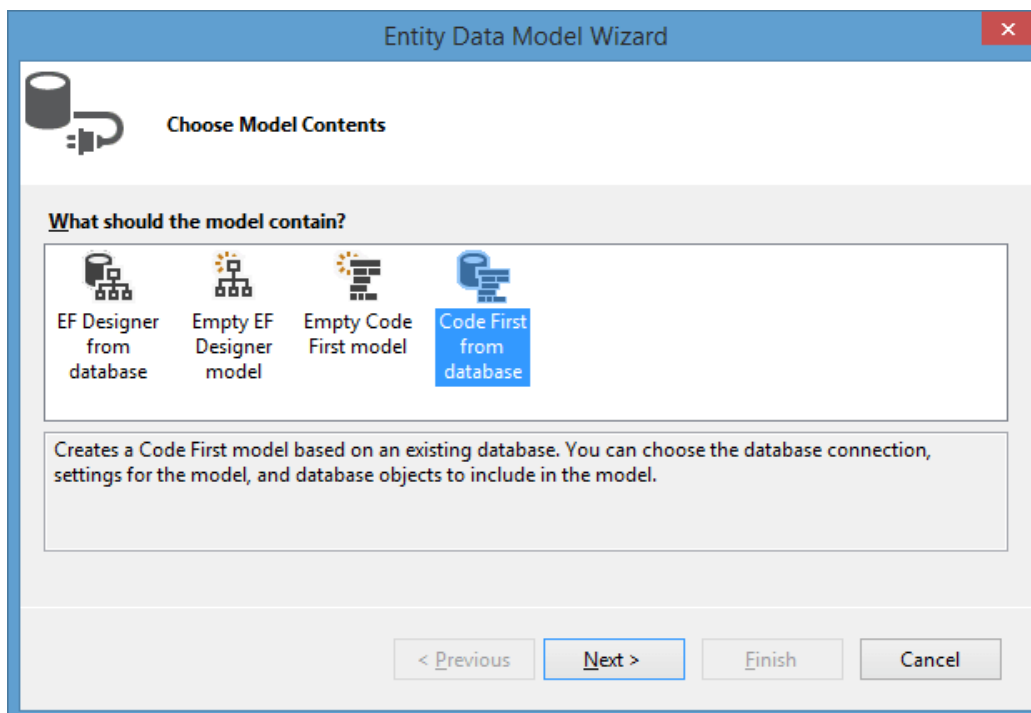 Entity Data Model Wizard
Choose Model Contents
What should the model contain?
EF Designer
from
database
Empty EF
Designer
model
Empty Code
First model
Code First
from
database
Creates a Code First model based on an existing database. You can choose the database connection,
settings for the model, and database objects to include in the model.
< Previous
Next >
Finish
Cancel